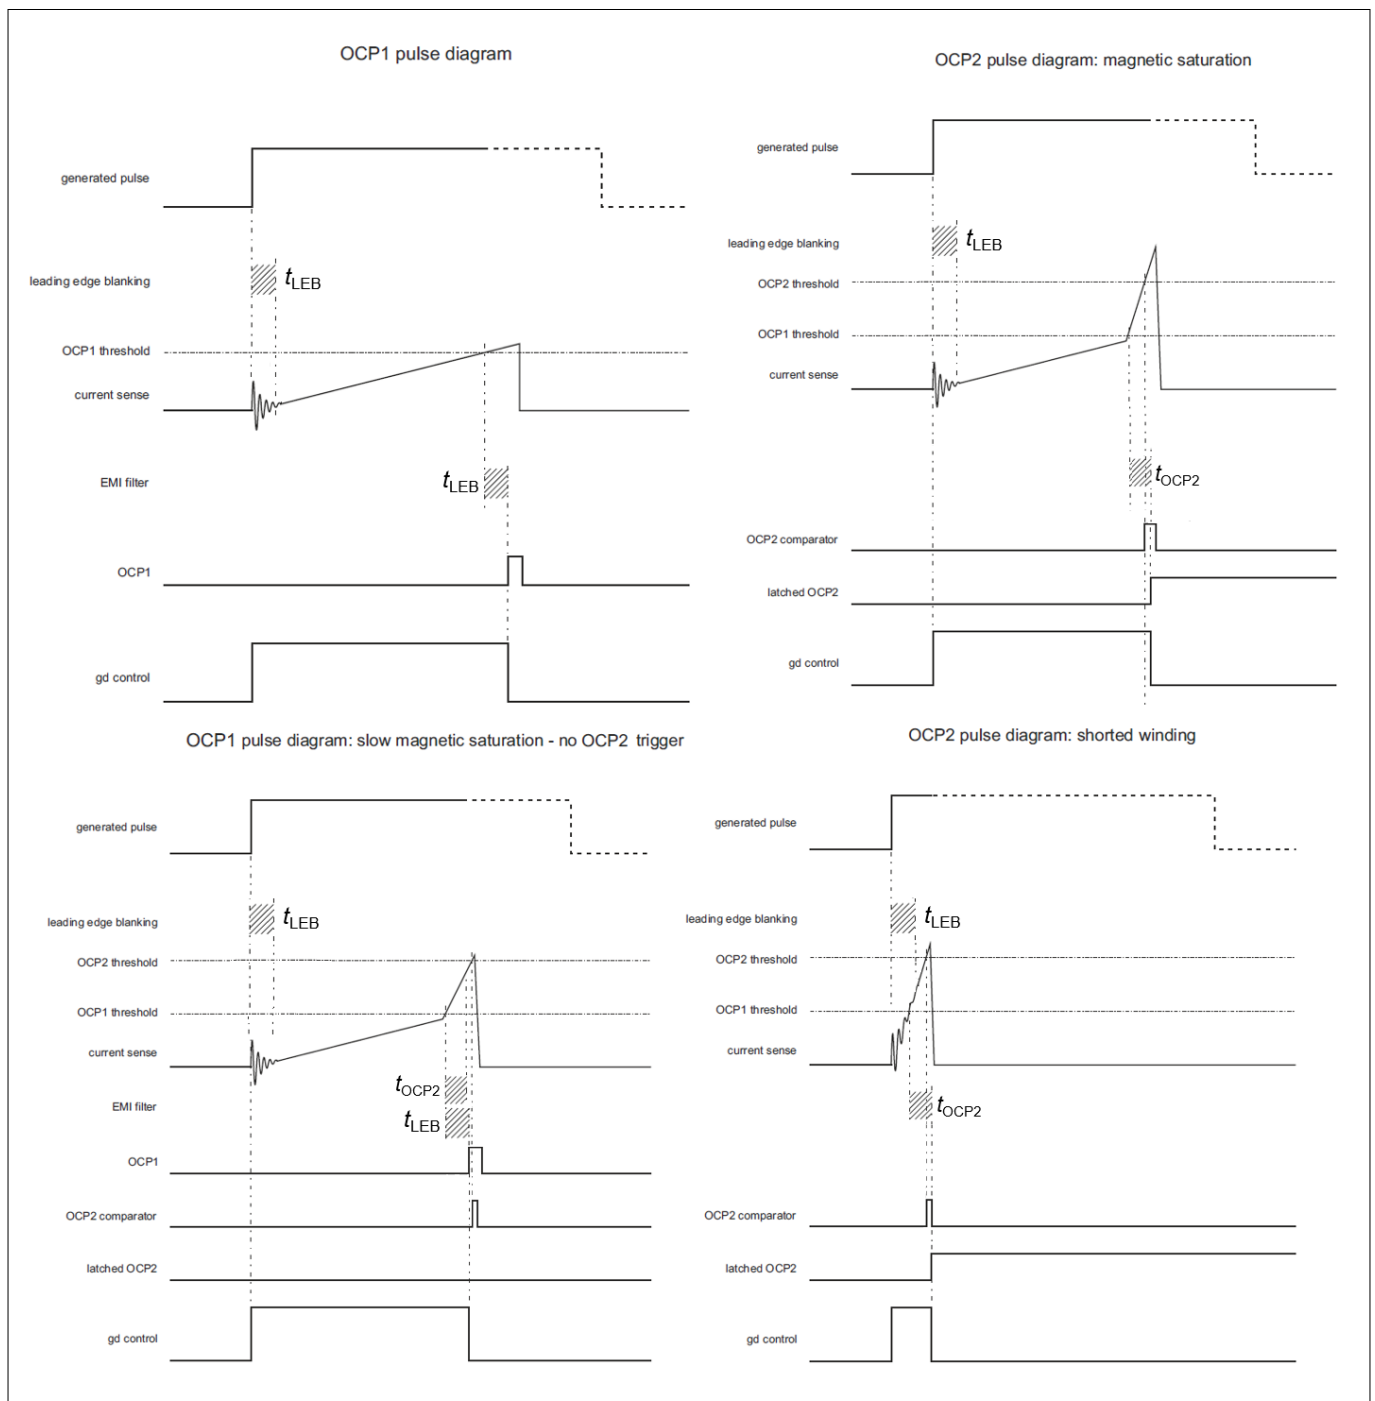 OCP1 pulse diagram
generated pulse
leading edge blanking
tLEB
OCP1 threshold
current sense
EMI filter
tLEB
OCP1
gd control
OCP2 pulse diagram: magnetic saturation
generated pulse
leading edge blanking
tLEB
OCP2 threshold
OCP1 threshold
current sense
tOCP2
OCP2 comparator
latched OCP2
gd control
OCP1 pulse diagram: slow magnetic saturation - no OCP2 trigger
generated pulse
leading edge blanking
tLEB
OCP2 threshold
OCP1 threshold
current sense
tOCP2
EMI filter
tLEB
OCP1
OCP2 comparator
latched OCP2
gd control
OCP2 pulse diagram: shorted winding
generated pulse
leading edge blanking
tLEB
OCP2 threshold
OCP1 threshold
current sense
tOCP2
OCP2 comparator
latched OCP2
gd control